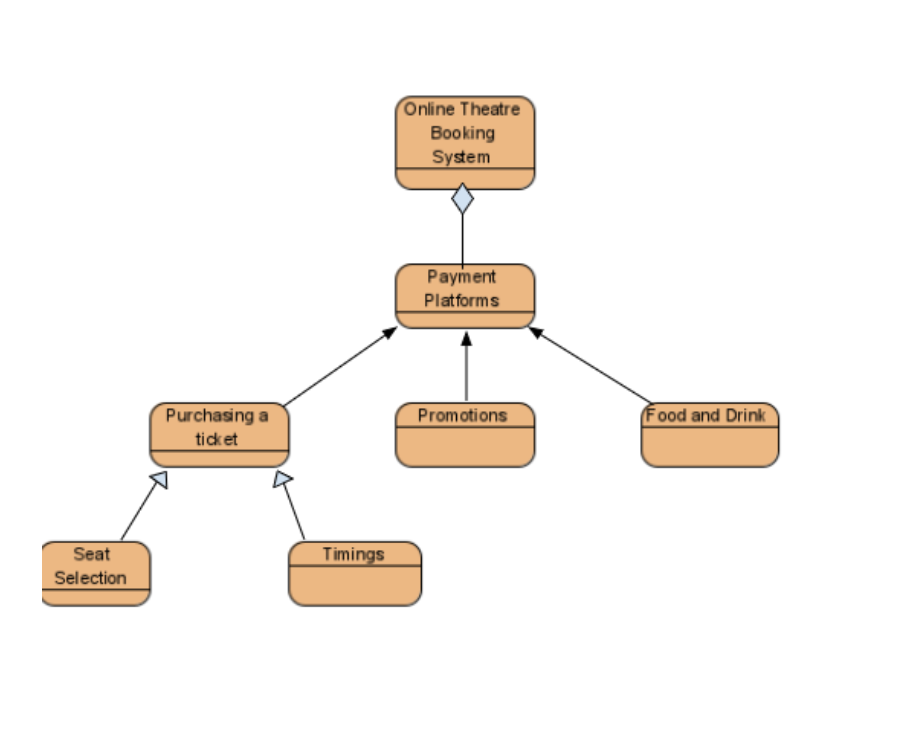 Online Theatre
Booking
System
Payment
Platforms
Purchasing a
ticket
Promotions
Food and Drink
Seat
Selection
Timings